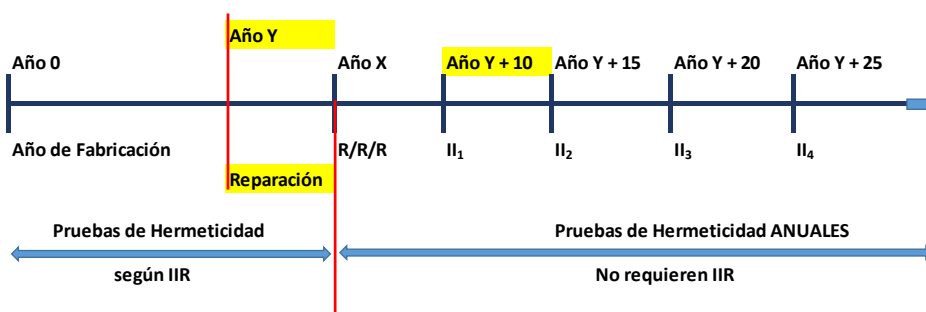 Año Y
Año 0
Año X
Año Y + 10
Año Y + 15
Año Y + 20
Año Y + 25
Año de Fabricación
R/R/R
II₁
II₂
II₃
II₄
Reparación
Pruebas de Hermeticidad
Pruebas de Hermeticidad ANUALES
según IIR
No requieren IIR